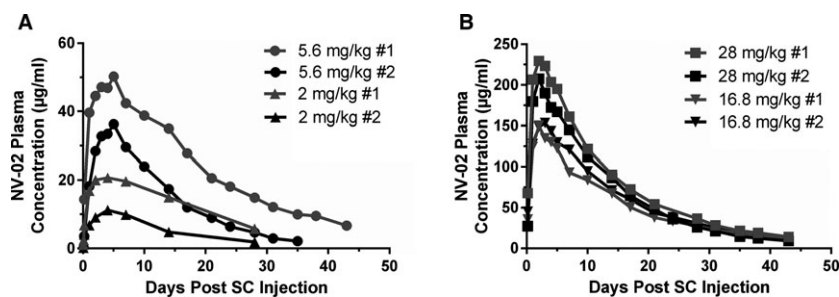 A
NV-02 Plasma
Concentration (µg/ml)
60
40
20
0
0 10 20 30 40 50
Days Post SC Injection
5.6 mg/kg #1
5.6 mg/kg #2
2 mg/kg #1
2 mg/kg #2
B
NV-02 Plasma
Concentration (µg/ml)
250
200
150
100
50
0
0 10 20 30 40 50
Days Post SC Injection
28 mg/kg #1
28 mg/kg #2
16.8 mg/kg #1
16.8 mg/kg #2